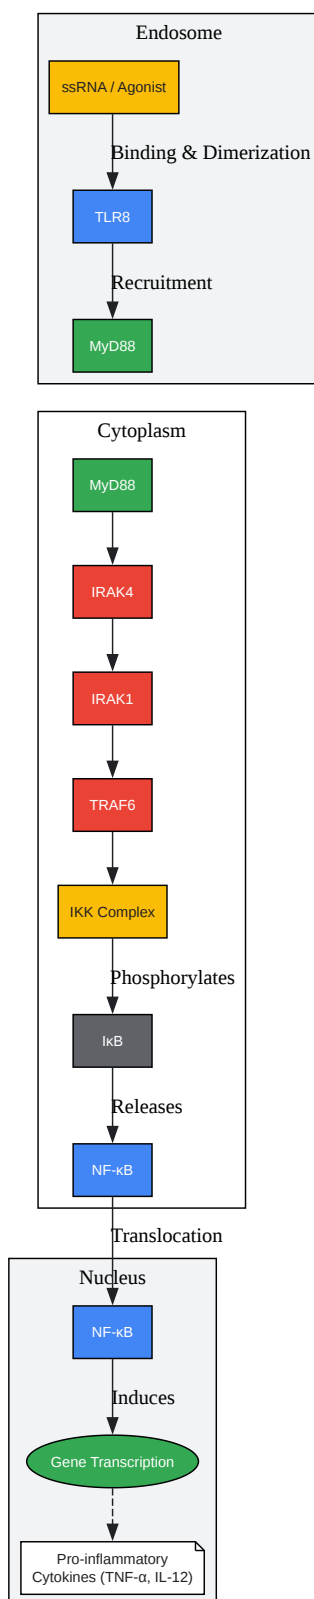 Endosome
ssRNA / Agonist
Binding & Dimerization
TLR8
Recruitment
MyD88
Cytoplasm
MyD88
IRAK4
IRAK1
TRAF6
IKK Complex
Phosphorylates
IκB
Releases
NF-κB
Translocation
Nucleus
NF-κB
Induces
Gene Transcription
Pro-inflammatory
Cytokines (TNF-α, IL-12)